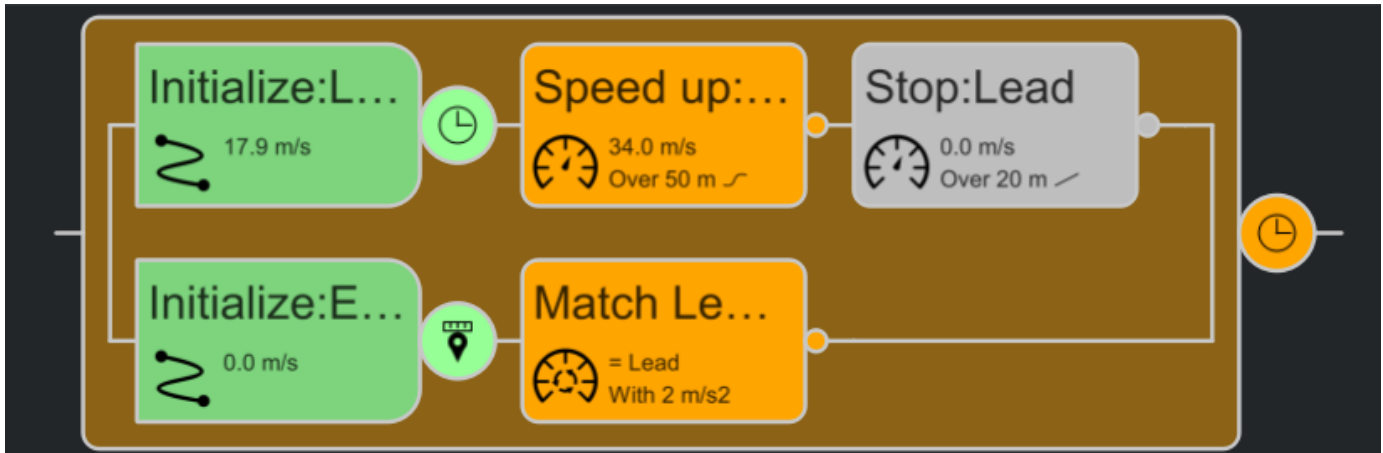 Initialize:L...
17.9 m/s
Speed up:...
34.0 m/s
Over 50 m
Stop:Lead
0.0 m/s
Over 20 m
Initialize:E...
0.0 m/s
Match Le...
= Lead
With 2 m/s2